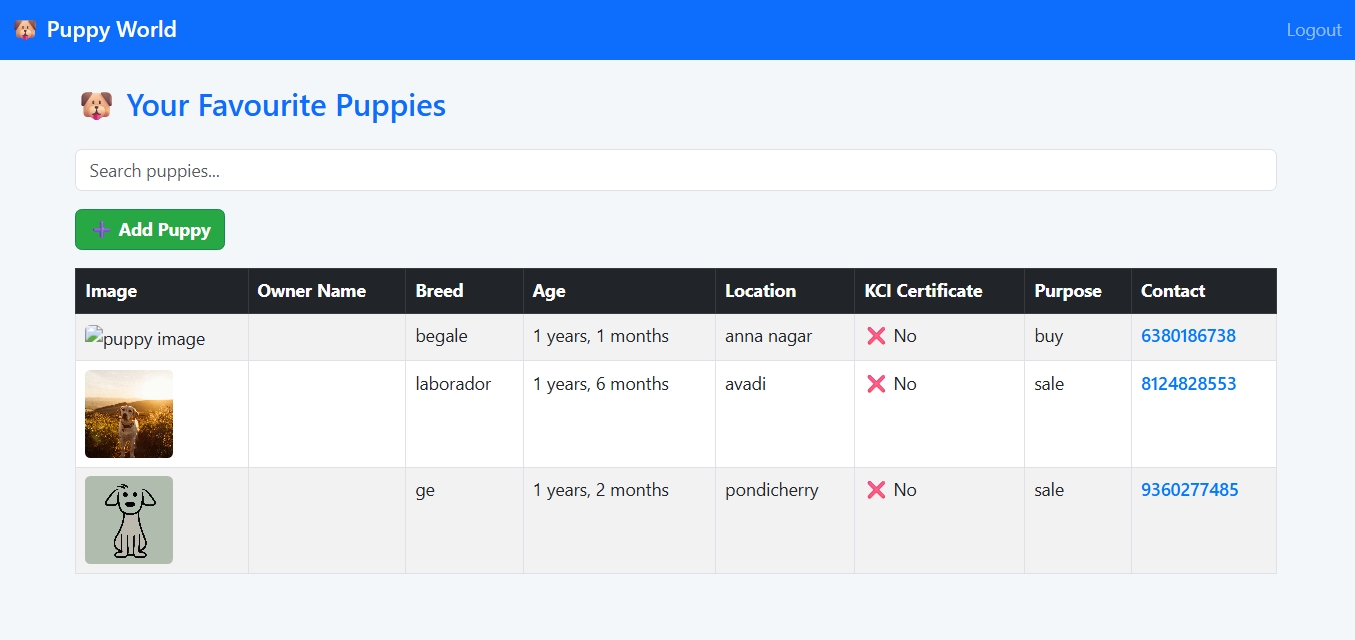 Puppy World
Logout
Your Favourite Puppies
Search puppies...
Add Puppy
Image Owner Name Breed Age Location KCI Certificate Purpose Contact
puppy image begale 1 years, 1 months anna nagar No buy 6380186738
laborador 1 years, 6 months avadi No sale 8124828553
ge 1 years, 2 months pondicherry No sale 9360277485